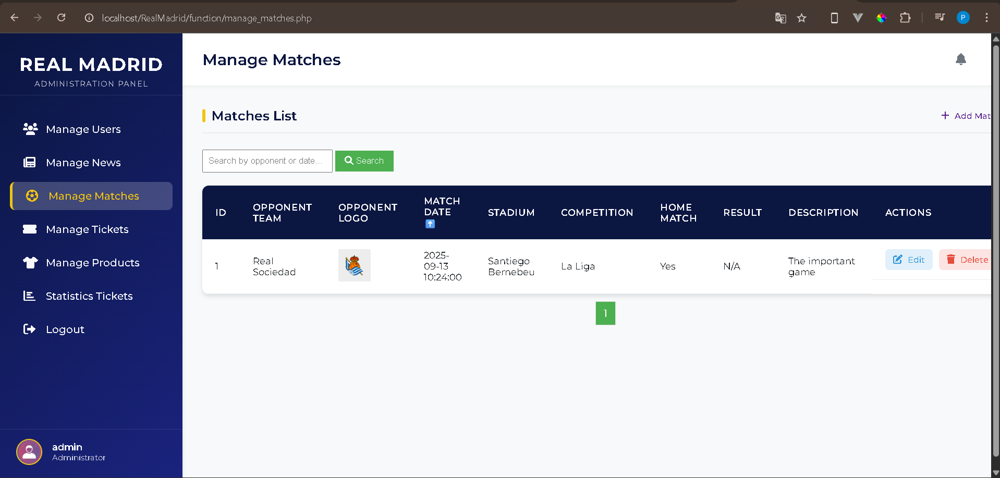 localhost/RealMadrid/function/manage_matches.php
P
REAL MADRID
ADMINISTRATION PANEL
Manage Users
Manage News
Manage Matches
Manage Tickets
Manage Products
Statistics Tickets
Logout
admin
Administrator
Manage Matches
Matches List
+ Add Mat
Search by opponent or date...
Search
ID
OPPONENT
TEAM
OPPONENT
LOGO
MATCH
DATE
STADIUM
COMPETITION
HOME
MATCH
RESULT
DESCRIPTION
ACTIONS
1
Real
Sociedad
2025-
09-13
10:24:00
Santiego
Bernebeu
La Liga
Yes
N/A
The important
game
Edit
Delete
1